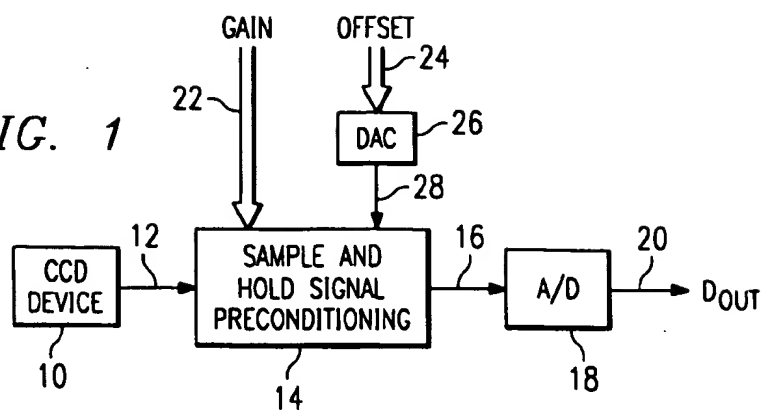 GAIN
OFFSET
24
22
IG. 1
DAC
26
28
12
SAMPLE AND
HOLD SIGNAL
PRECONDITIONING
16
20
CCD
DEVICE
A/D
D_OUT
10
14
18